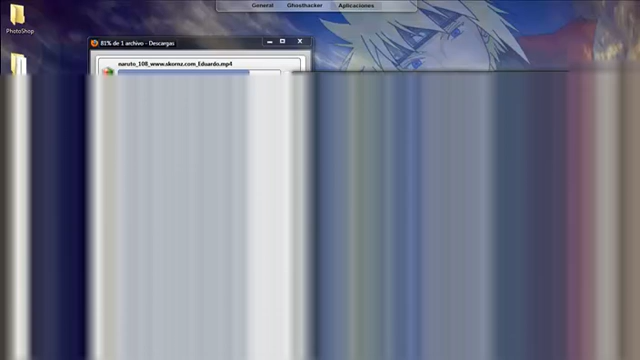 General Ghosthacker Aplicaciones
PhotoShop
81% de 1 archivo - Descargas
naruto_108_www.skornz.com_Eduardo.mp4